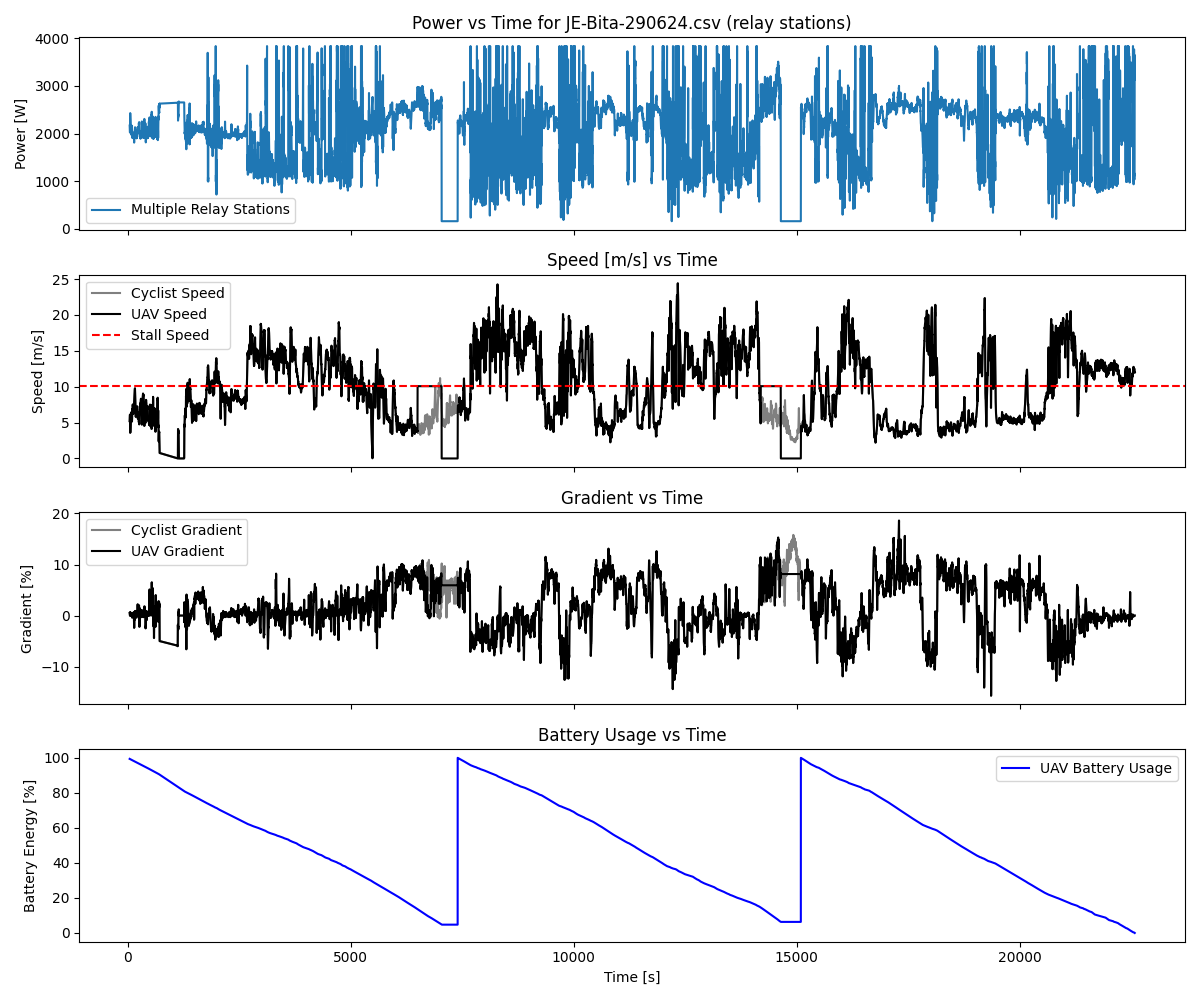 Power vs Time for JE-Bita-290624.csv (relay stations)
4000
3000
2000
1000
0
Power [W]
Multiple Relay Stations
Speed [m/s] vs Time
25
20
15
10
5
0
Speed [m/s]
Cyclist Speed
UAV Speed
Stall Speed
Gradient vs Time
20
10
0
−10
Gradient [%]
Cyclist Gradient
UAV Gradient
Battery Usage vs Time
100
80
60
40
20
0
Battery Energy [%]
UAV Battery Usage
0 5000 10000 15000 20000
Time [s]